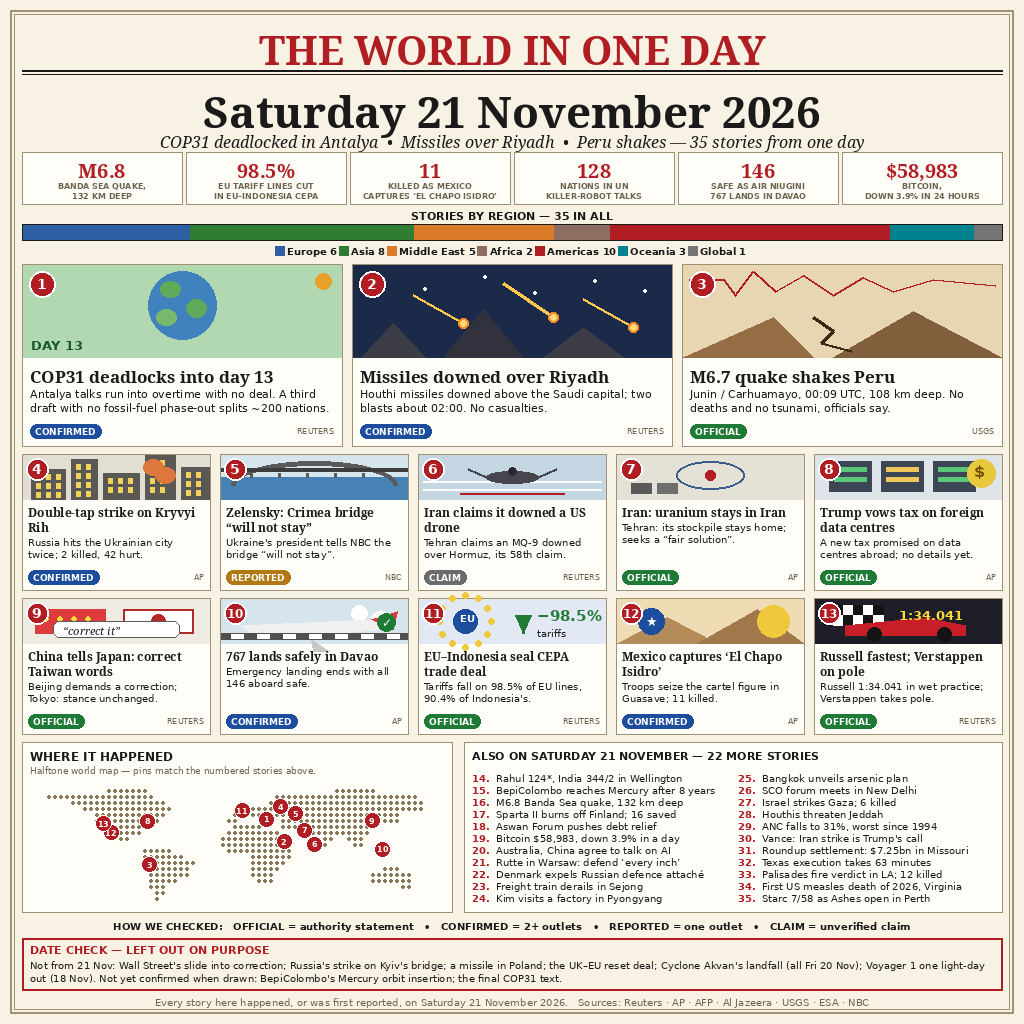 THE WORLD IN ONE DAY
Saturday 21 November 2026
COP31 deadlocked in Antalya • Missiles over Riyadh • Peru shakes — 35 stories from one day
M6.8
BANDA SEA QUAKE,
132 KM DEEP
98.5%
EU TARIFF LINES CUT
IN EU-INDONESIA CEPA
11
KILLED AS MEXICO
CAPTURES ‘EL CHAPO ISIDRO’
128
NATIONS IN UN
KILLER-ROBOT TALKS
146
SAFE AS AIR NIUGINI
767 LANDS IN DAVAO
$58,983
BITCOIN,
DOWN 3.9% IN 24 HOURS
STORIES BY REGION — 35 IN ALL
Europe 6 Asia 8 Middle East 5 Africa 2 Americas 10 Oceania 3 Global 1
1
DAY 13
COP31 deadlocks into day 13
Antalya talks run into overtime with no deal. A third
draft with no fossil-fuel phase-out splits ~200 nations.
CONFIRMED REUTERS
2
Missiles downed over Riyadh
Houthi missiles downed above the Saudi capital; two
blasts about 02:00. No casualties.
CONFIRMED REUTERS
3
M6.7 quake shakes Peru
Junin / Carhuamayo, 00:09 UTC, 108 km deep. No
deaths and no tsunami, officials say.
OFFICIAL USGS
4
Double-tap strike on Kryvyi
Rih
Russia hits the Ukrainian city
twice; 2 killed, 42 hurt.
CONFIRMED AP
5
Zelensky: Crimea bridge
“will not stay”
Ukraine's president tells NBC the
bridge “will not stay”.
REPORTED NBC
6
Iran claims it downed a US
drone
Tehran claims an MQ-9 downed
over Hormuz, its 58th claim.
CLAIM REUTERS
7
Iran: uranium stays in Iran
Tehran: its stockpile stays home;
seeks a “fair solution”.
OFFICIAL AP
8
$
Trump vows tax on foreign
data centres
A new tax promised on data
centres abroad; no details yet.
OFFICIAL AP
9
“correct it”
China tells Japan: correct
Taiwan words
Beijing demands a correction;
Tokyo: stance unchanged.
OFFICIAL REUTERS
10
✓
767 lands safely in Davao
Emergency landing ends with all
146 aboard safe.
CONFIRMED AP
11
EU
−98.5%
tariffs
EU–Indonesia seal CEPA
trade deal
Tariffs fall on 98.5% of EU lines,
90.4% of Indonesia's.
OFFICIAL REUTERS
12
Mexico captures ‘El Chapo
Isidro’
Troops seize the cartel figure in
Guasave; 11 killed.
CONFIRMED AP
13
1:34.041
Russell fastest; Verstappen
on pole
Russell 1:34.041 in wet practice;
Verstappen takes pole.
OFFICIAL REUTERS
WHERE IT HAPPENED
Halftone world map — pins match the numbered stories above.
11
4
5
13
12
8
1
7
9
2
6
10
3
ALSO ON SATURDAY 21 NOVEMBER — 22 MORE STORIES
14. Rahul 124*, India 344/2 in Wellington
15. BepiColombo reaches Mercury after 8 years
16. M6.8 Banda Sea quake, 132 km deep
17. Sparta II burns off Finland; 16 saved
18. Aswan Forum pushes debt relief
19. Bitcoin $58,983, down 3.9% in a day
20. Australia, China agree to talk on AI
21. Rutte in Warsaw: defend ‘every inch’
22. Denmark expels Russian defence attaché
23. Freight train derails in Sejong
24. Kim visits a factory in Pyongyang
25. Bangkok unveils arsenic plan
26. SCO forum meets in New Delhi
27. Israel strikes Gaza; 6 killed
28. Houthis threaten Jeddah
29. ANC falls to 31%, worst since 1994
30. Vance: Iran strike is Trump's call
31. Roundup settlement: $7.25bn in Missouri
32. Texas execution takes 63 minutes
33. Palisades fire verdict in LA; 12 killed
34. First US measles death of 2026, Virginia
35. Starc 7/58 as Ashes open in Perth
HOW WE CHECKED: OFFICIAL = authority statement • CONFIRMED = 2+ outlets • REPORTED = one outlet • CLAIM = unverified claim
DATE CHECK — LEFT OUT ON PURPOSE
Not from 21 Nov: Wall Street's slide into correction; Russia's strike on Kyiv's bridge; a missile in Poland; the UK–EU reset deal; Cyclone Akvan's landfall (all Fri 20 Nov); Voyager 1 one light-day
out (18 Nov). Not yet confirmed when drawn: BepiColombo's Mercury orbit insertion; the final COP31 text.
Every story here happened, or was first reported, on Saturday 21 November 2026. Sources: Reuters · AP · AFP · Al Jazeera · USGS · ESA · NBC